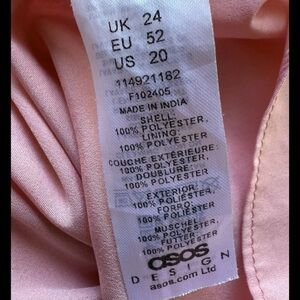 UK 24
EU 52
US 20
114921182
F102405
MADE IN INDIA
SHELL:
100% POLYESTER,
LINING:
100% POLYESTER,
COUCHE EXTÉRIEURE:
100% POLYESTER,
DOUBLURE:
100% POLYESTER
EXTERIOR:
100% POLIÉSTER,
FORRO:
100% POLIÉSTER
MUSCHEL:
100% POLYESTER,
FUTTER:
100% POLYESTER
asos
DESIGN
asos.com Ltd